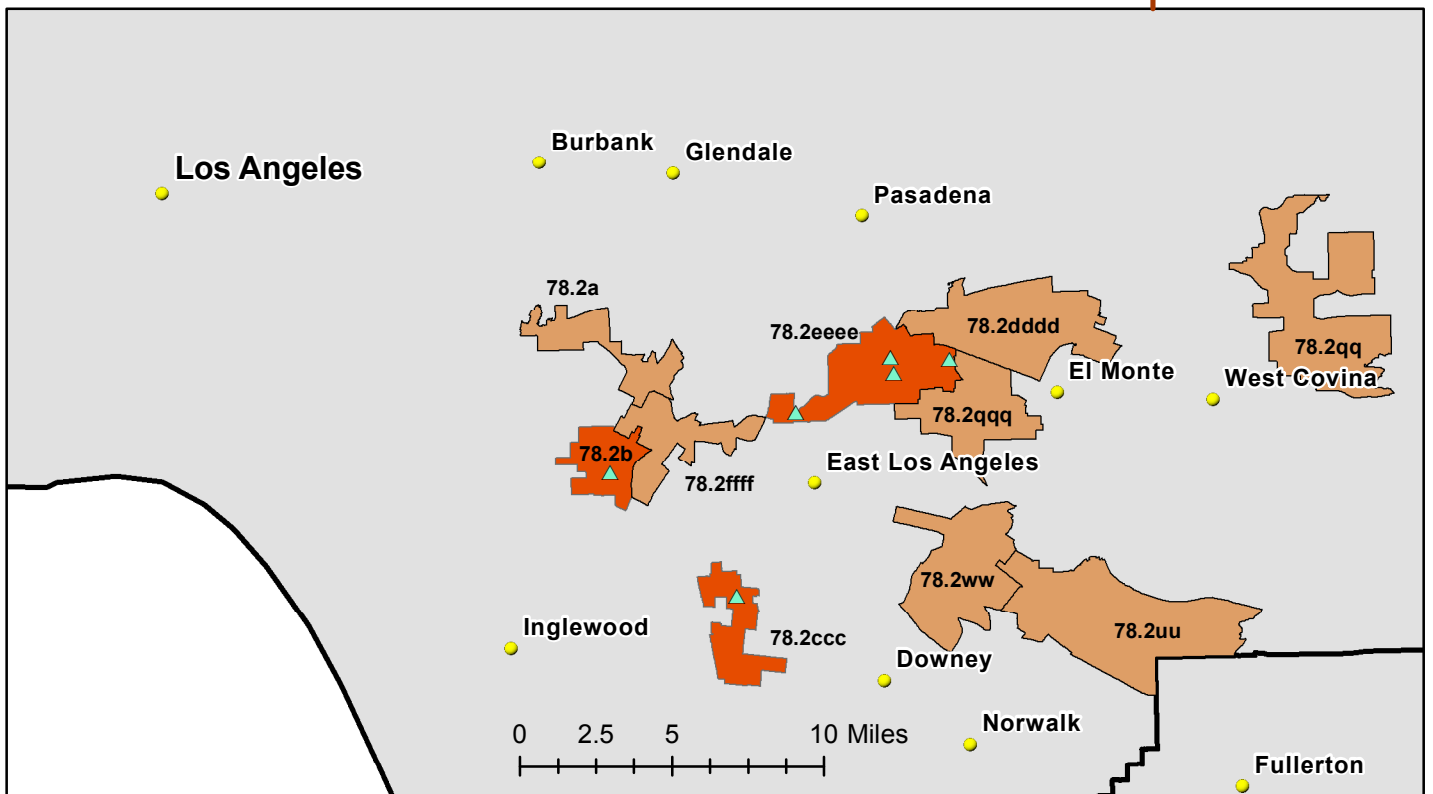 Burbank
Glendale
Los Angeles
Pasadena
78.2a
78.2eeee
78.2dddd
78.2qq
El Monte
West Covina
78.2qqq
78.2b
East Los Angeles
78.2ffff
78.2ww
Inglewood
78.2ccc
78.2uu
Downey
Norwalk
0 2.5 5 10 Miles
Fullerton